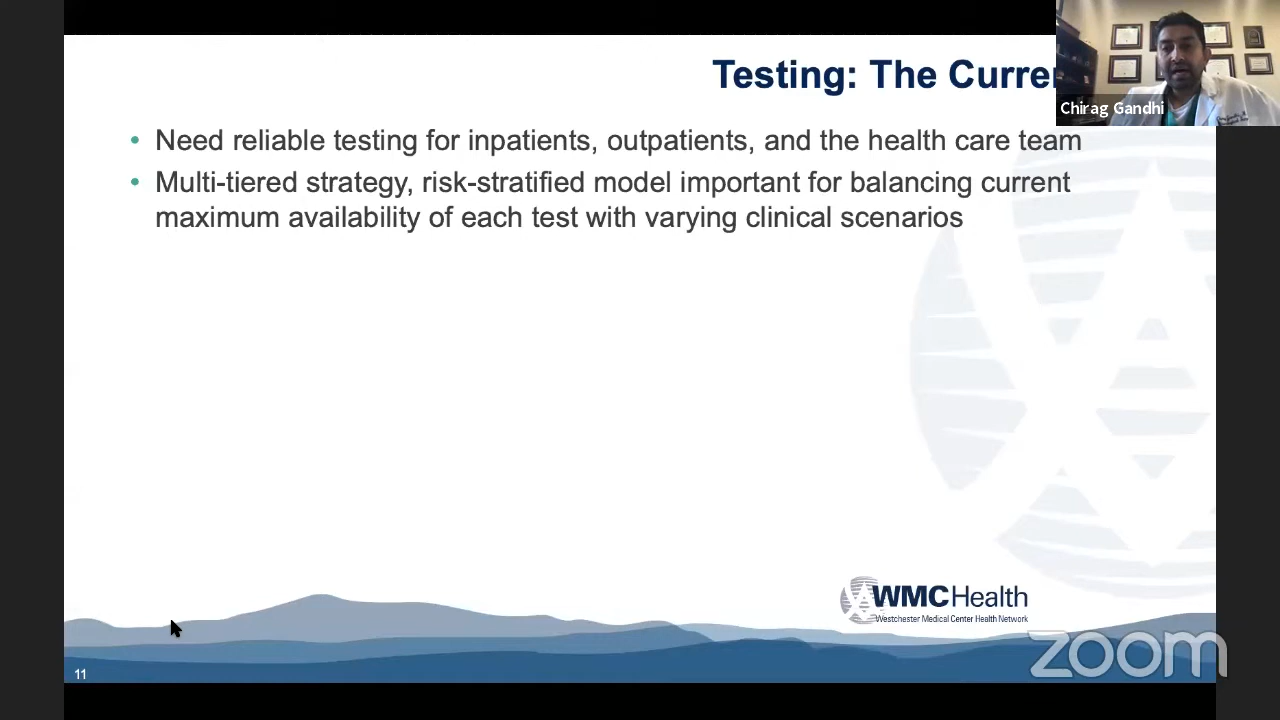 Testing: The Curre
Chirag Gandhi
• Need reliable testing for inpatients, outpatients, and the health care team
• Multi-tiered strategy, risk-stratified model important for balancing current
maximum availability of each test with varying clinical scenarios
WMCHealth
Westchester Medical Center Health Network
zoom
11